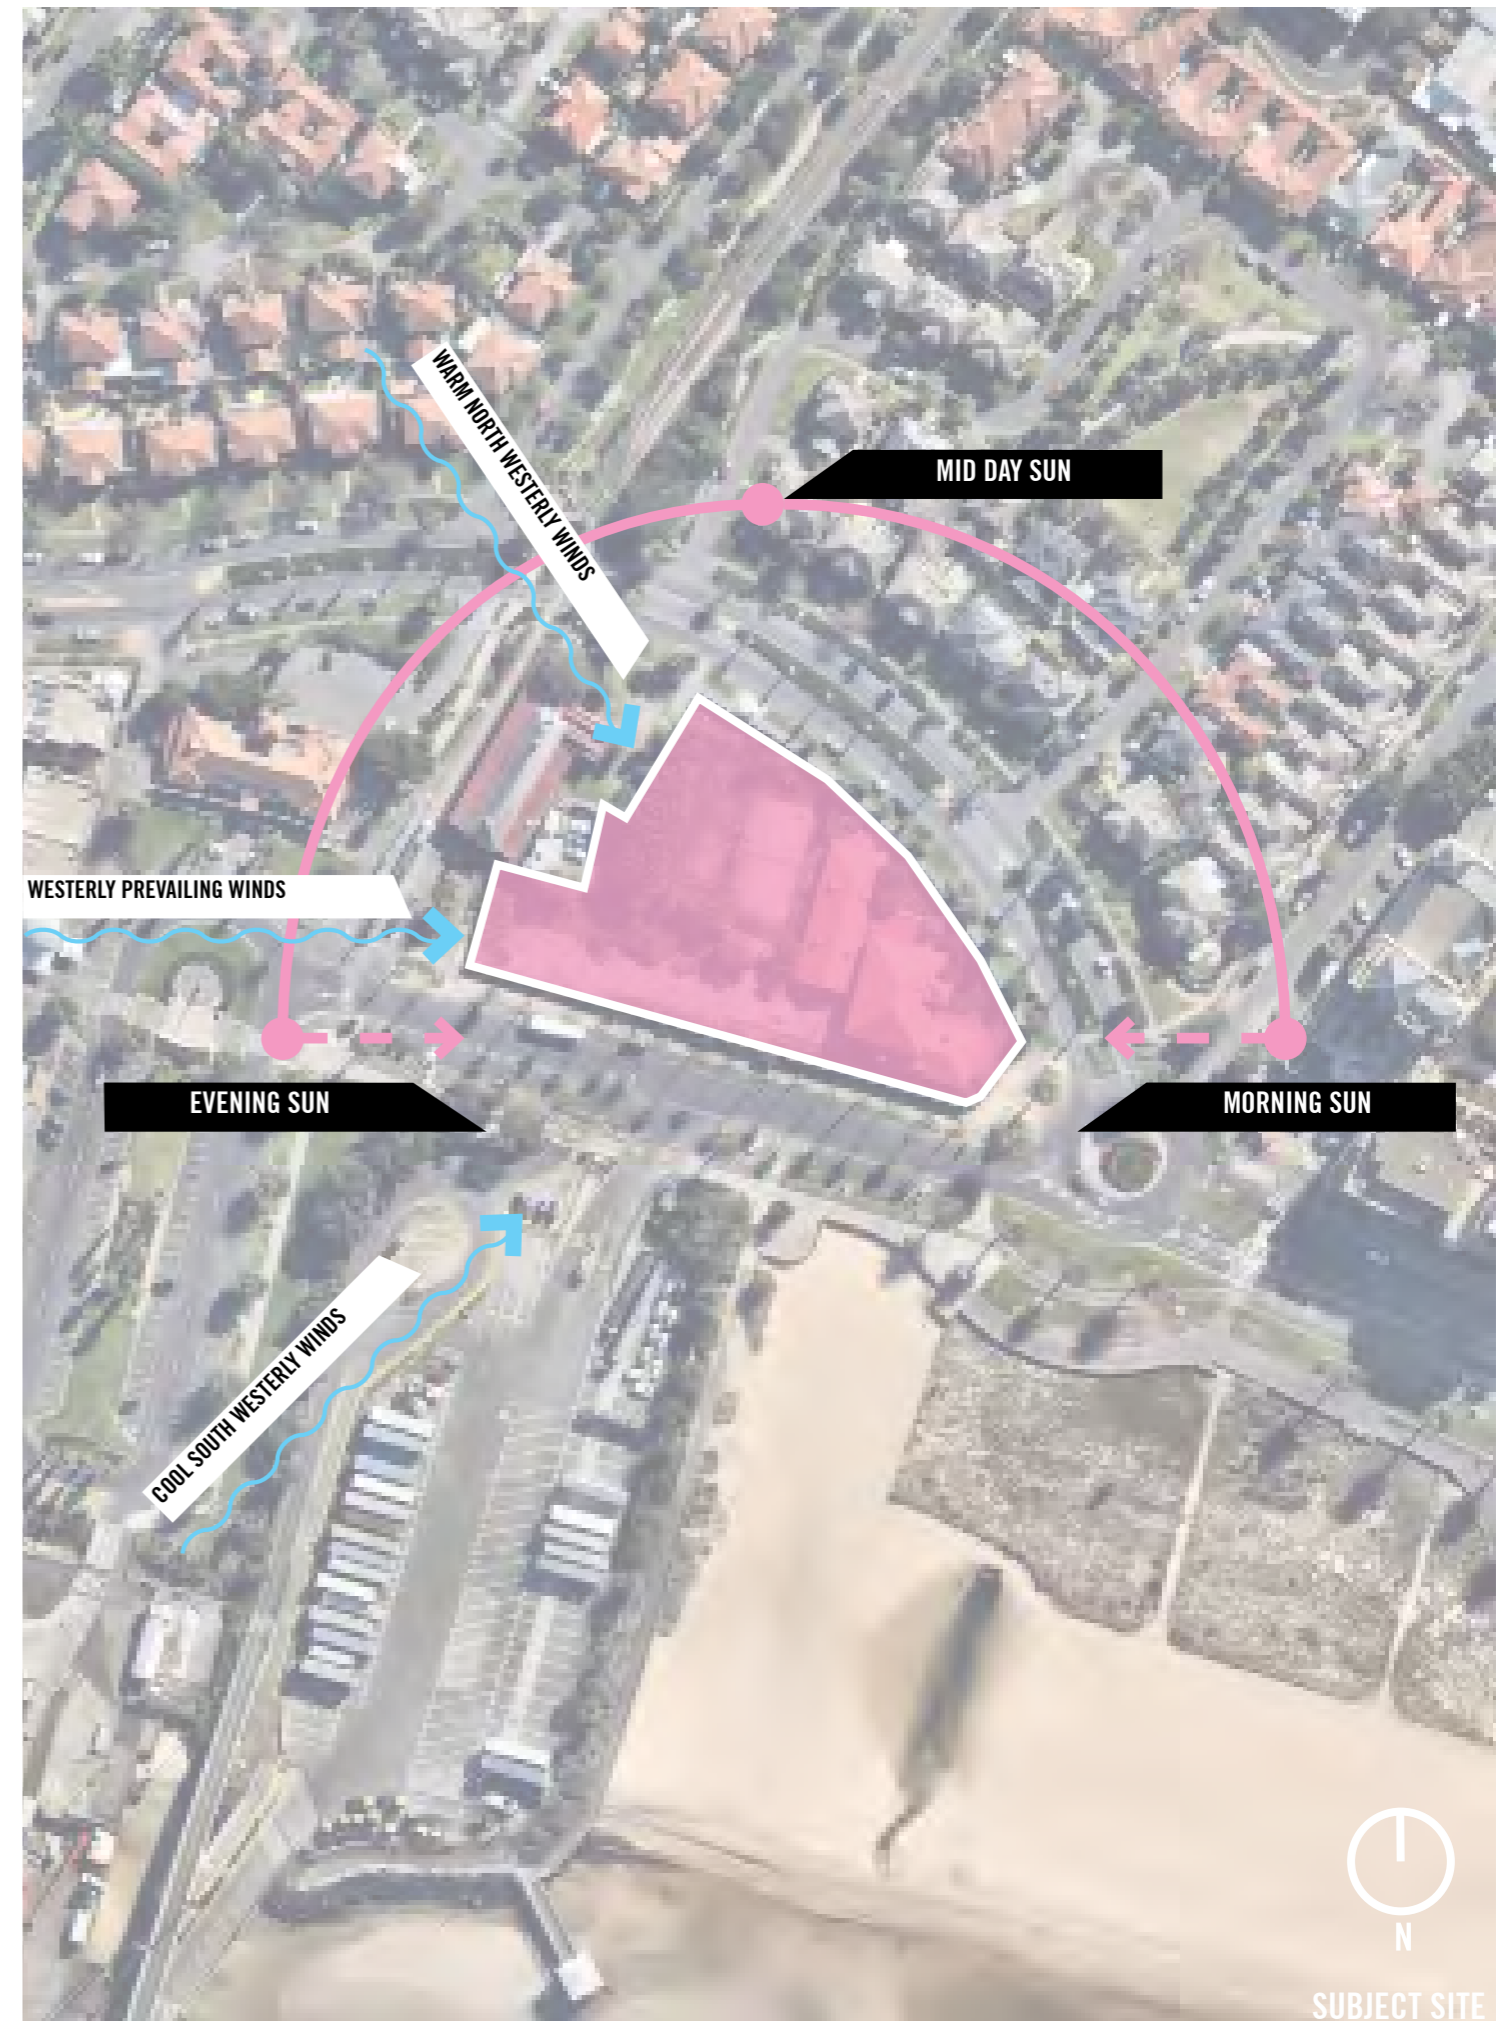 WARM NORTH WESTERLY WINDS
MID DAY SUN
WESTERLY PREVAILING WINDS
EVENING SUN
MORNING SUN
COOL SOUTH WESTERLY WINDS
N
SUBJECT SITE